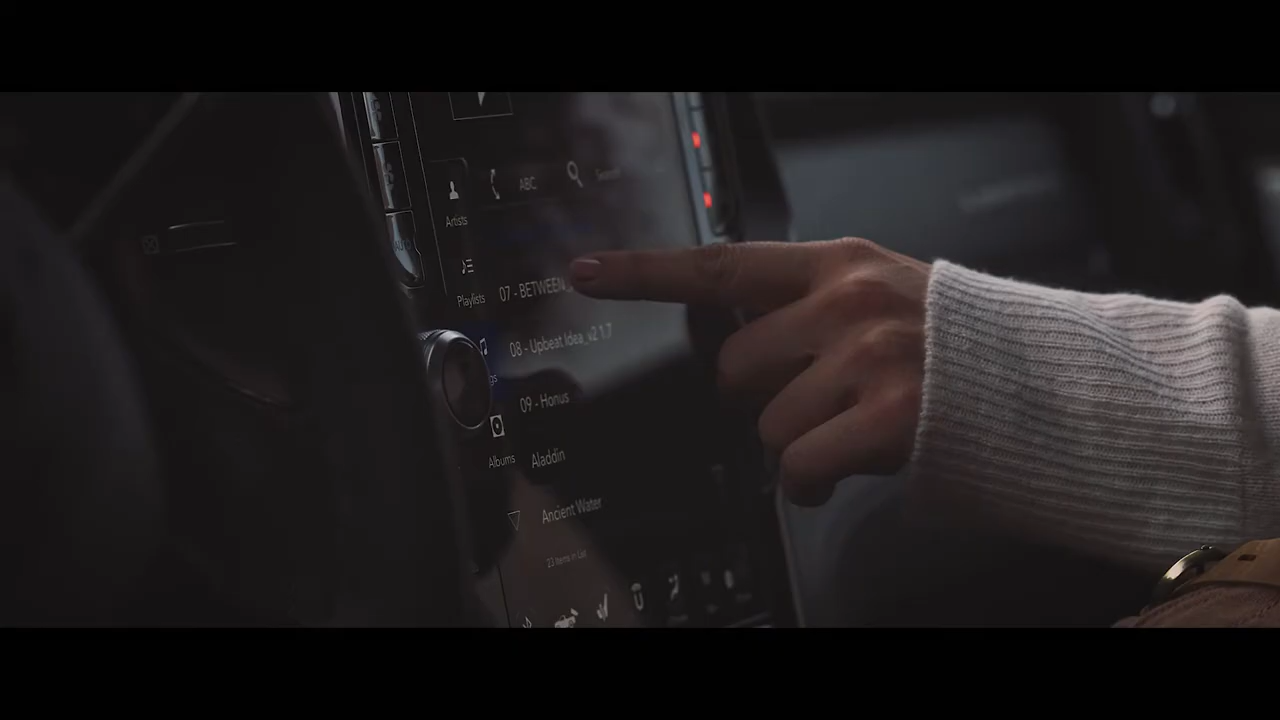 ABC
Artists
Playlists
07 - BETWEEN
08 - Upbeat Idea_v2 1.7
09 - Honus
Albums
Aladdin
Ancient Water